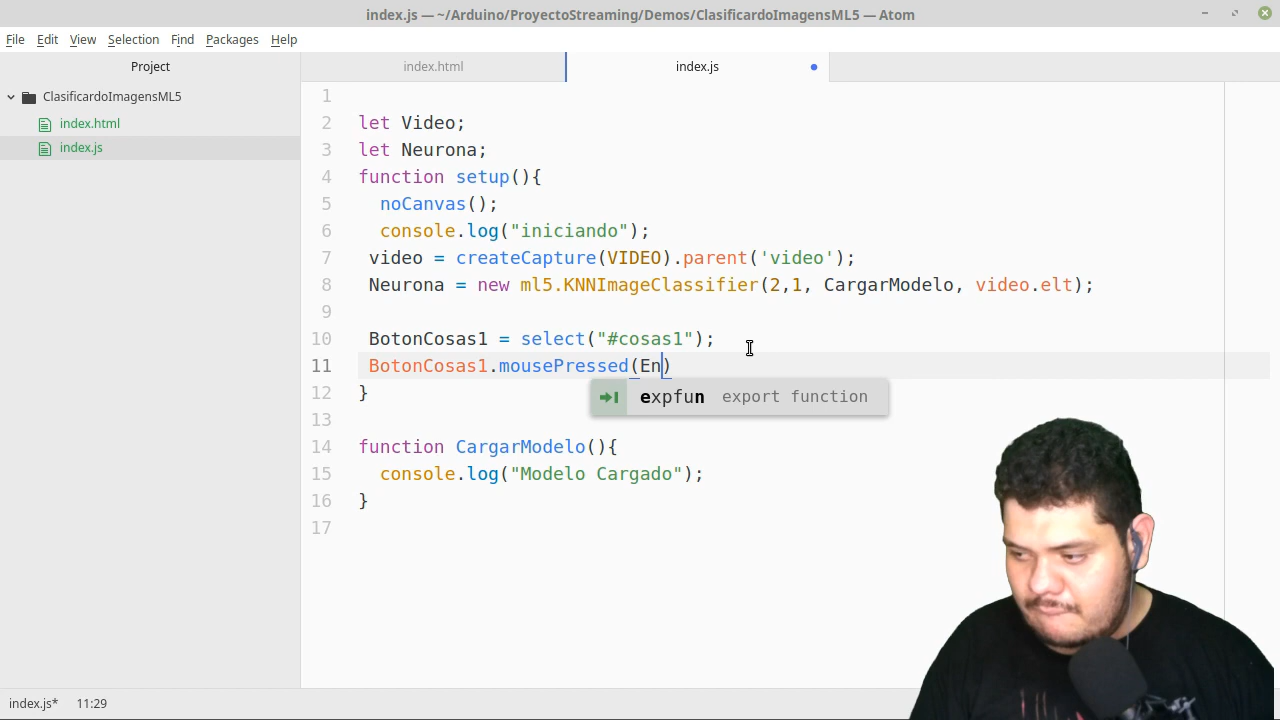 index.js — ~/Arduino/ProyectoStreaming/Demos/ClasificardoImagensML5 — Atom
File Edit View Selection Find Packages Help
Project
index.html
index.js
ClasificardoImagensML5
index.html
index.js
1
2 let Video;
3 let Neurona;
4 function setup(){
5 noCanvas();
6 console.log("iniciando");
7 video = createCapture(VIDEO).parent('video');
8 Neurona = new ml5.KNNImageClassifier(2,1, CargarModelo, video.elt);
9
10 BotonCosas1 = select("#cosas1");
11 BotonCosas1.mousePressed(En)
expfun export function
12 }
13
14 function CargarModelo(){
15 console.log("Modelo Cargado");
16 }
17
index.js* 11:29